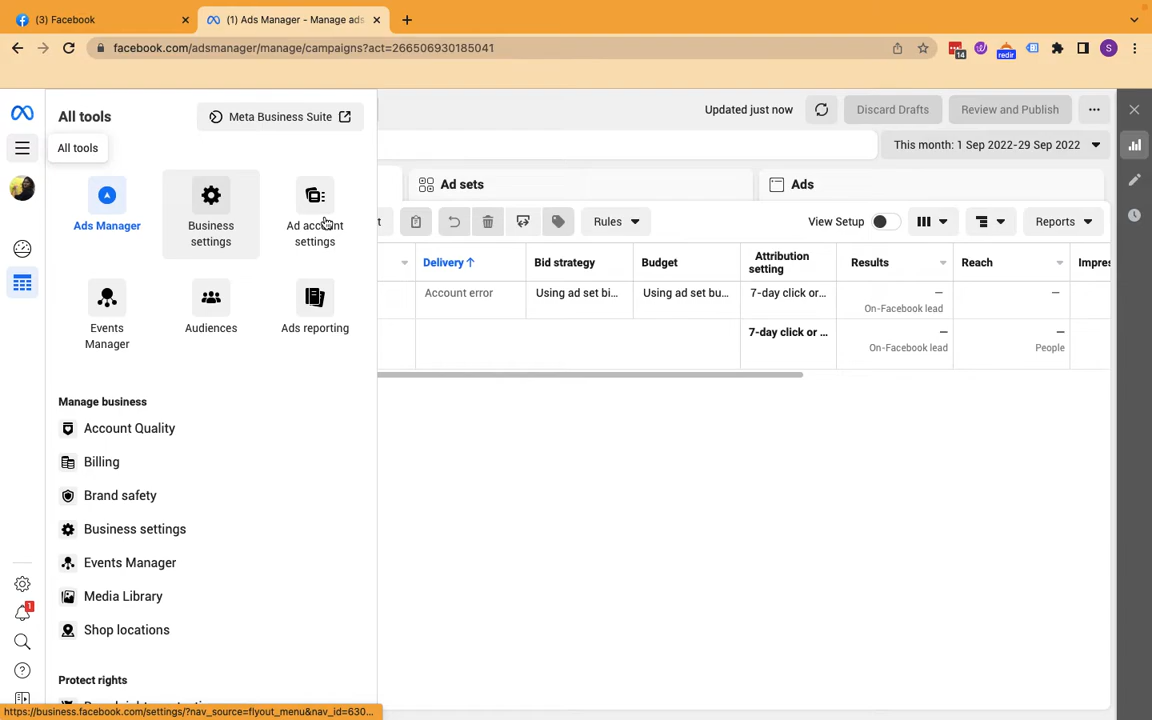 (3) Facebook
(1) Ads Manager - Manage ads
facebook.com/adsmanager/manage/campaigns?act=266506930185041
14
redir
S
All tools
Meta Business Suite
Updated just now
Discard Drafts
Review and Publish
All tools
This month: 1 Sep 2022-29 Sep 2022
Ads Manager
Business
settings
Ad account
settings
Ad sets
Ads
Rules
View Setup
Reports
Delivery
Bid strategy
Budget
Attribution
setting
Results
Reach
Impres
Account error
Using ad set bi...
Using ad set bu...
7-day click or...
—
—
On-Facebook lead
7-day click or ...
—
—
On-Facebook lead
People
Events
Manager
Audiences
Ads reporting
Manage business
Account Quality
Billing
Brand safety
Business settings
Events Manager
Media Library
Shop locations
1
Protect rights
https://business.facebook.com/settings/?nav_source=flyout_menu&nav_id=630...